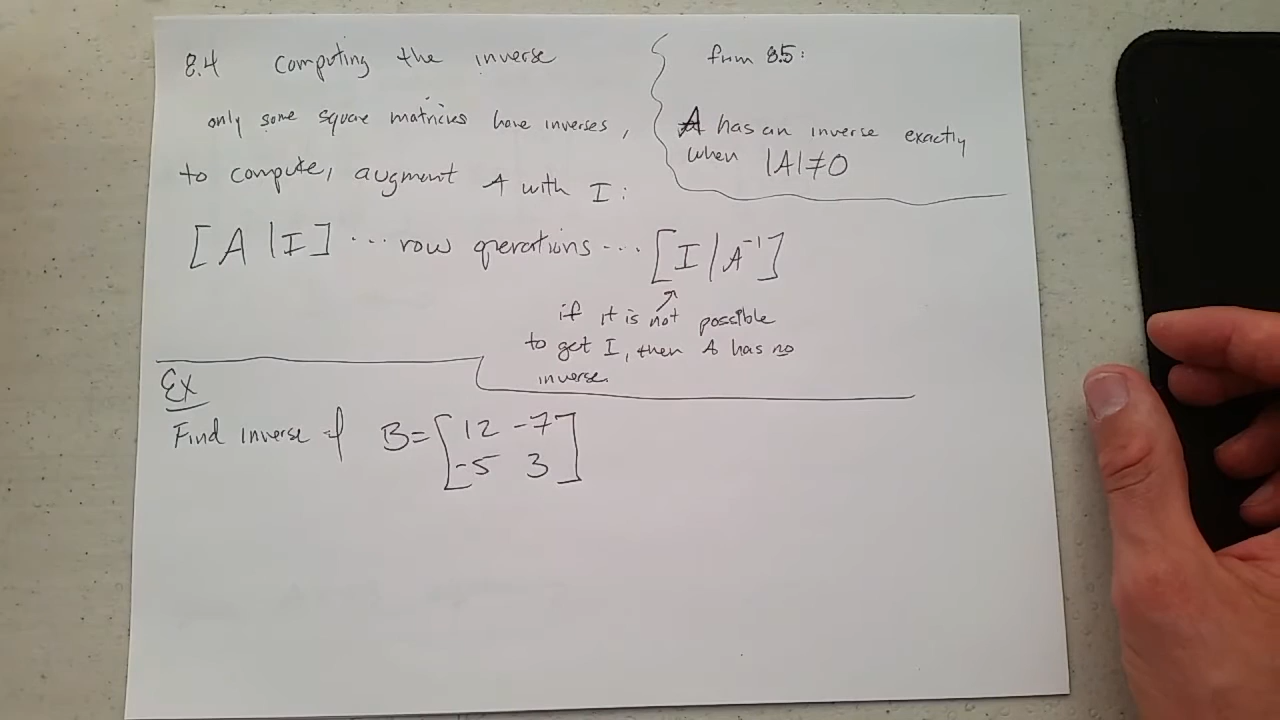 8.4 computing the inverse
only some square matricies have inverses,
to compute, augment A with I:
from 8.5:
A has an inverse exactly
when |A|≠0
[A|I] ... row operations ... [I|A⁻¹]
if it is not possible
to get I, then A has no
inverse.
Ex
Find inverse of B=[12 -7
-5 3]